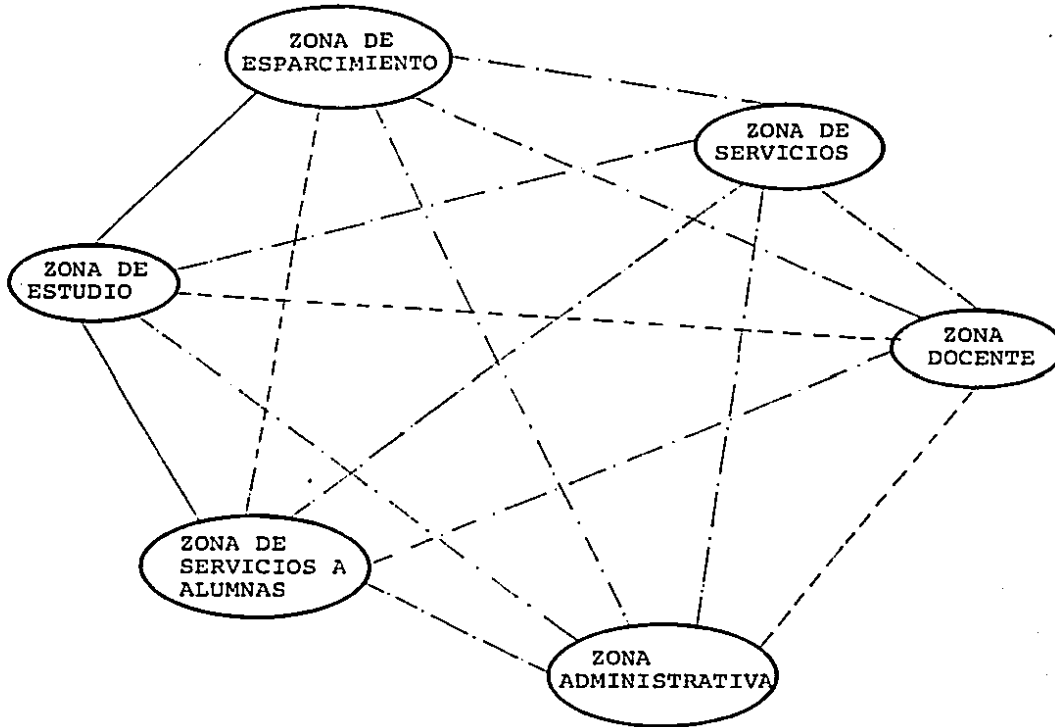 ZONA DE
ESPARCIMIENTO
ZONA DE
SERVICIOS
ZONA DE
ESTUDIO
ZONA
DOCENTE
ZONA DE
SERVICIOS A
ALUMNAS
ZONA
ADMINISTRATIVA